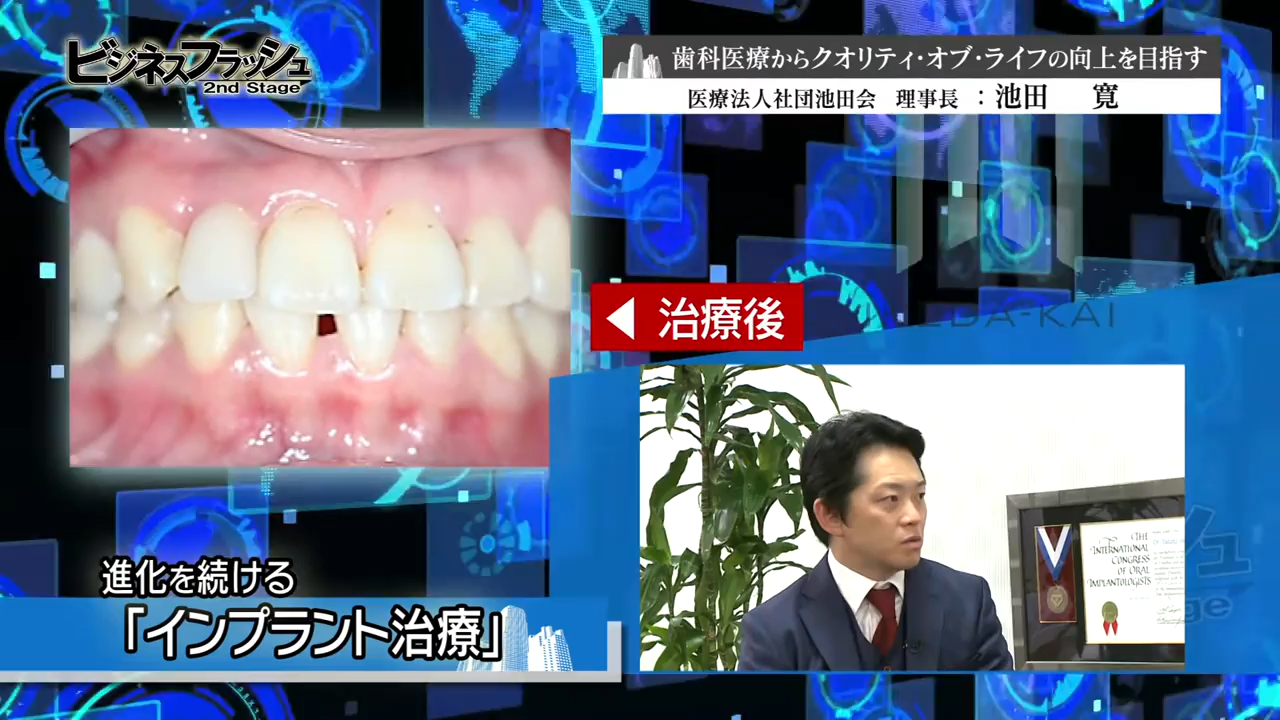 ビジネスフラッシュ
2nd Stage
歯科医療からクオリティ・オブ・ライフの向上を目指す
医療法人社団池田会 理事長 : 池田 寛
治療後
EDA-KAI
THE
INTERNATIONAL
CONGRESS
OF ORAL
IMPLANTOLOGISTS
進化を続ける
「インプラント治療」